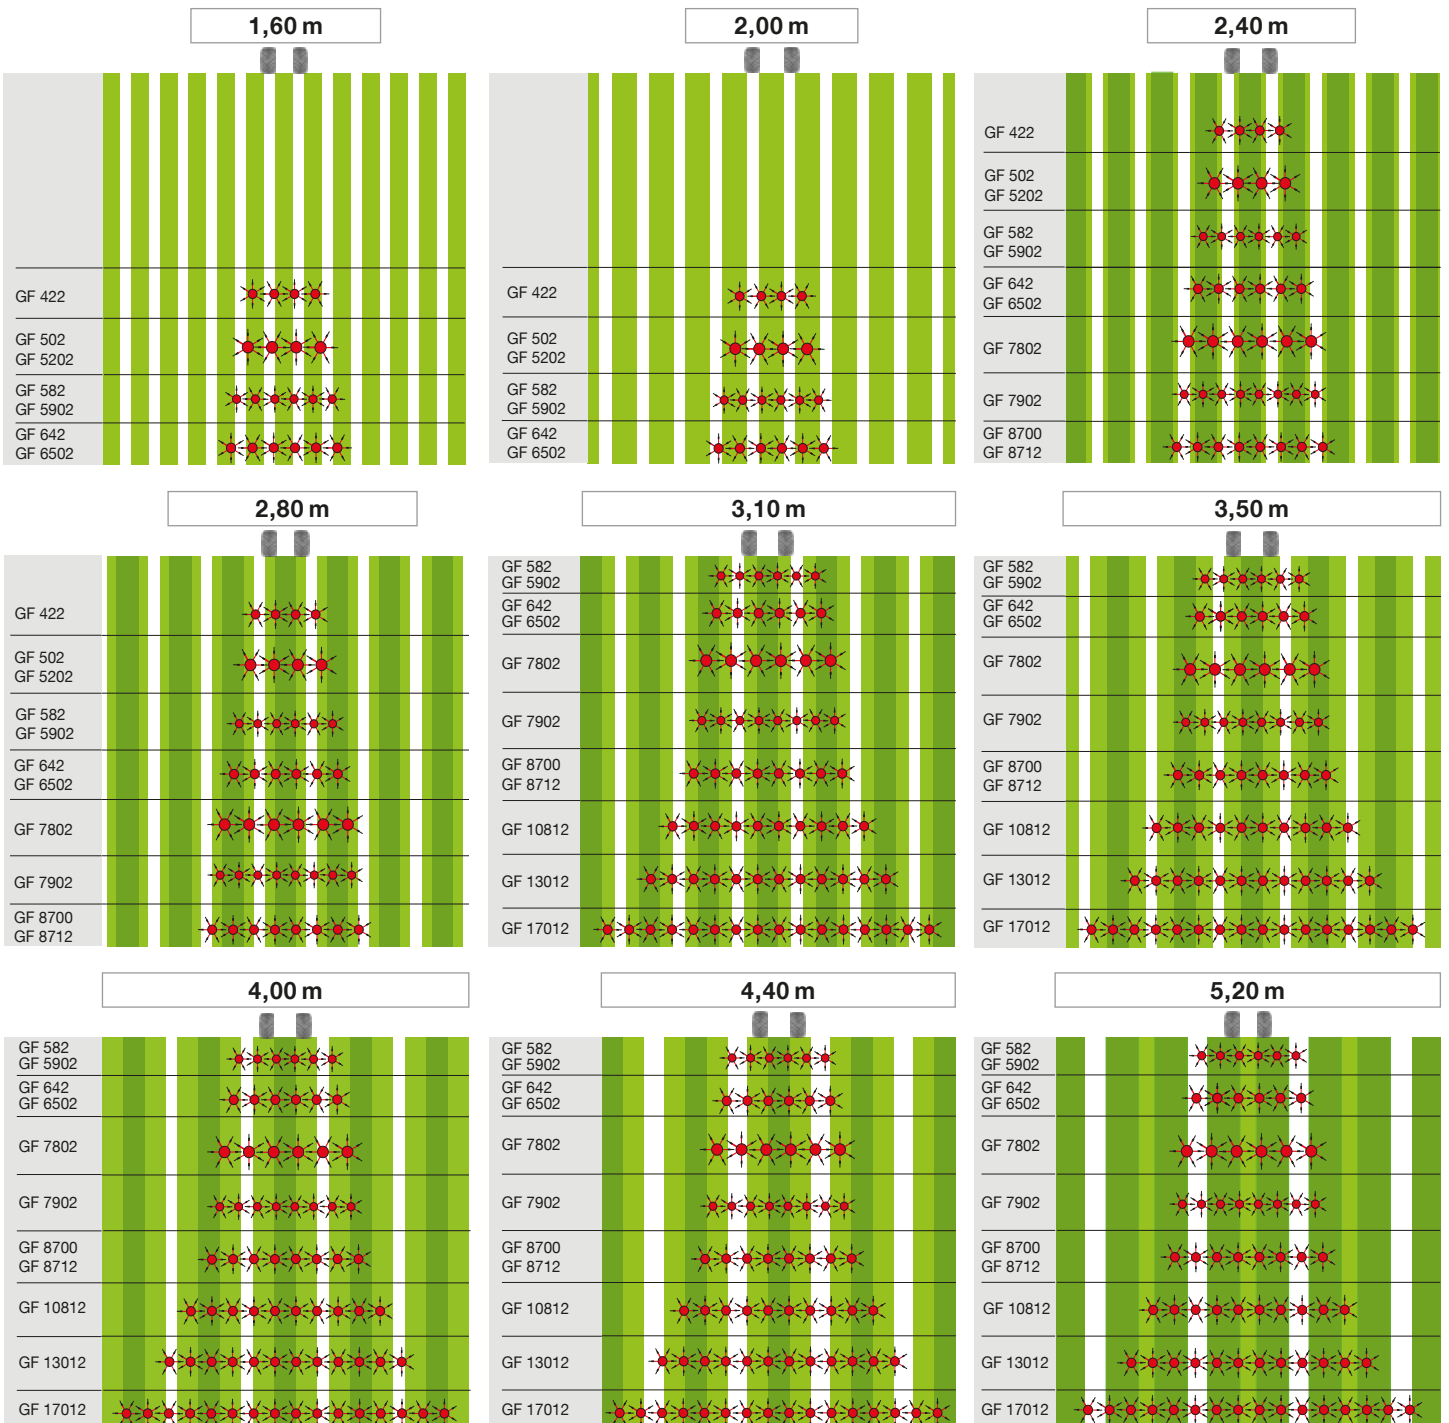 1,60 m
GF 422
GF 502
GF 5202
GF 582
GF 5902
GF 642
GF 6502
2,00 m
GF 422
GF 502
GF 5202
GF 582
GF 5902
GF 642
GF 6502
2,40 m
GF 422
GF 502
GF 5202
GF 582
GF 5902
GF 642
GF 6502
GF 7802
GF 7902
GF 8700
GF 8712
2,80 m
GF 422
GF 502
GF 5202
GF 582
GF 5902
GF 642
GF 6502
GF 7802
GF 7902
GF 8700
GF 8712
3,10 m
GF 582
GF 5902
GF 642
GF 6502
GF 7802
GF 7902
GF 8700
GF 8712
GF 10812
GF 13012
GF 17012
3,50 m
GF 582
GF 5902
GF 642
GF 6502
GF 7802
GF 7902
GF 8700
GF 8712
GF 10812
GF 13012
GF 17012
4,00 m
GF 582
GF 5902
GF 642
GF 6502
GF 7802
GF 7902
GF 8700
GF 8712
GF 10812
GF 13012
GF 17012
4,40 m
GF 582
GF 5902
GF 642
GF 6502
GF 7802
GF 7902
GF 8700
GF 8712
GF 10812
GF 13012
GF 17012
5,20 m
GF 582
GF 5902
GF 642
GF 6502
GF 7802
GF 7902
GF 8700
GF 8712
GF 10812
GF 13012
GF 17012